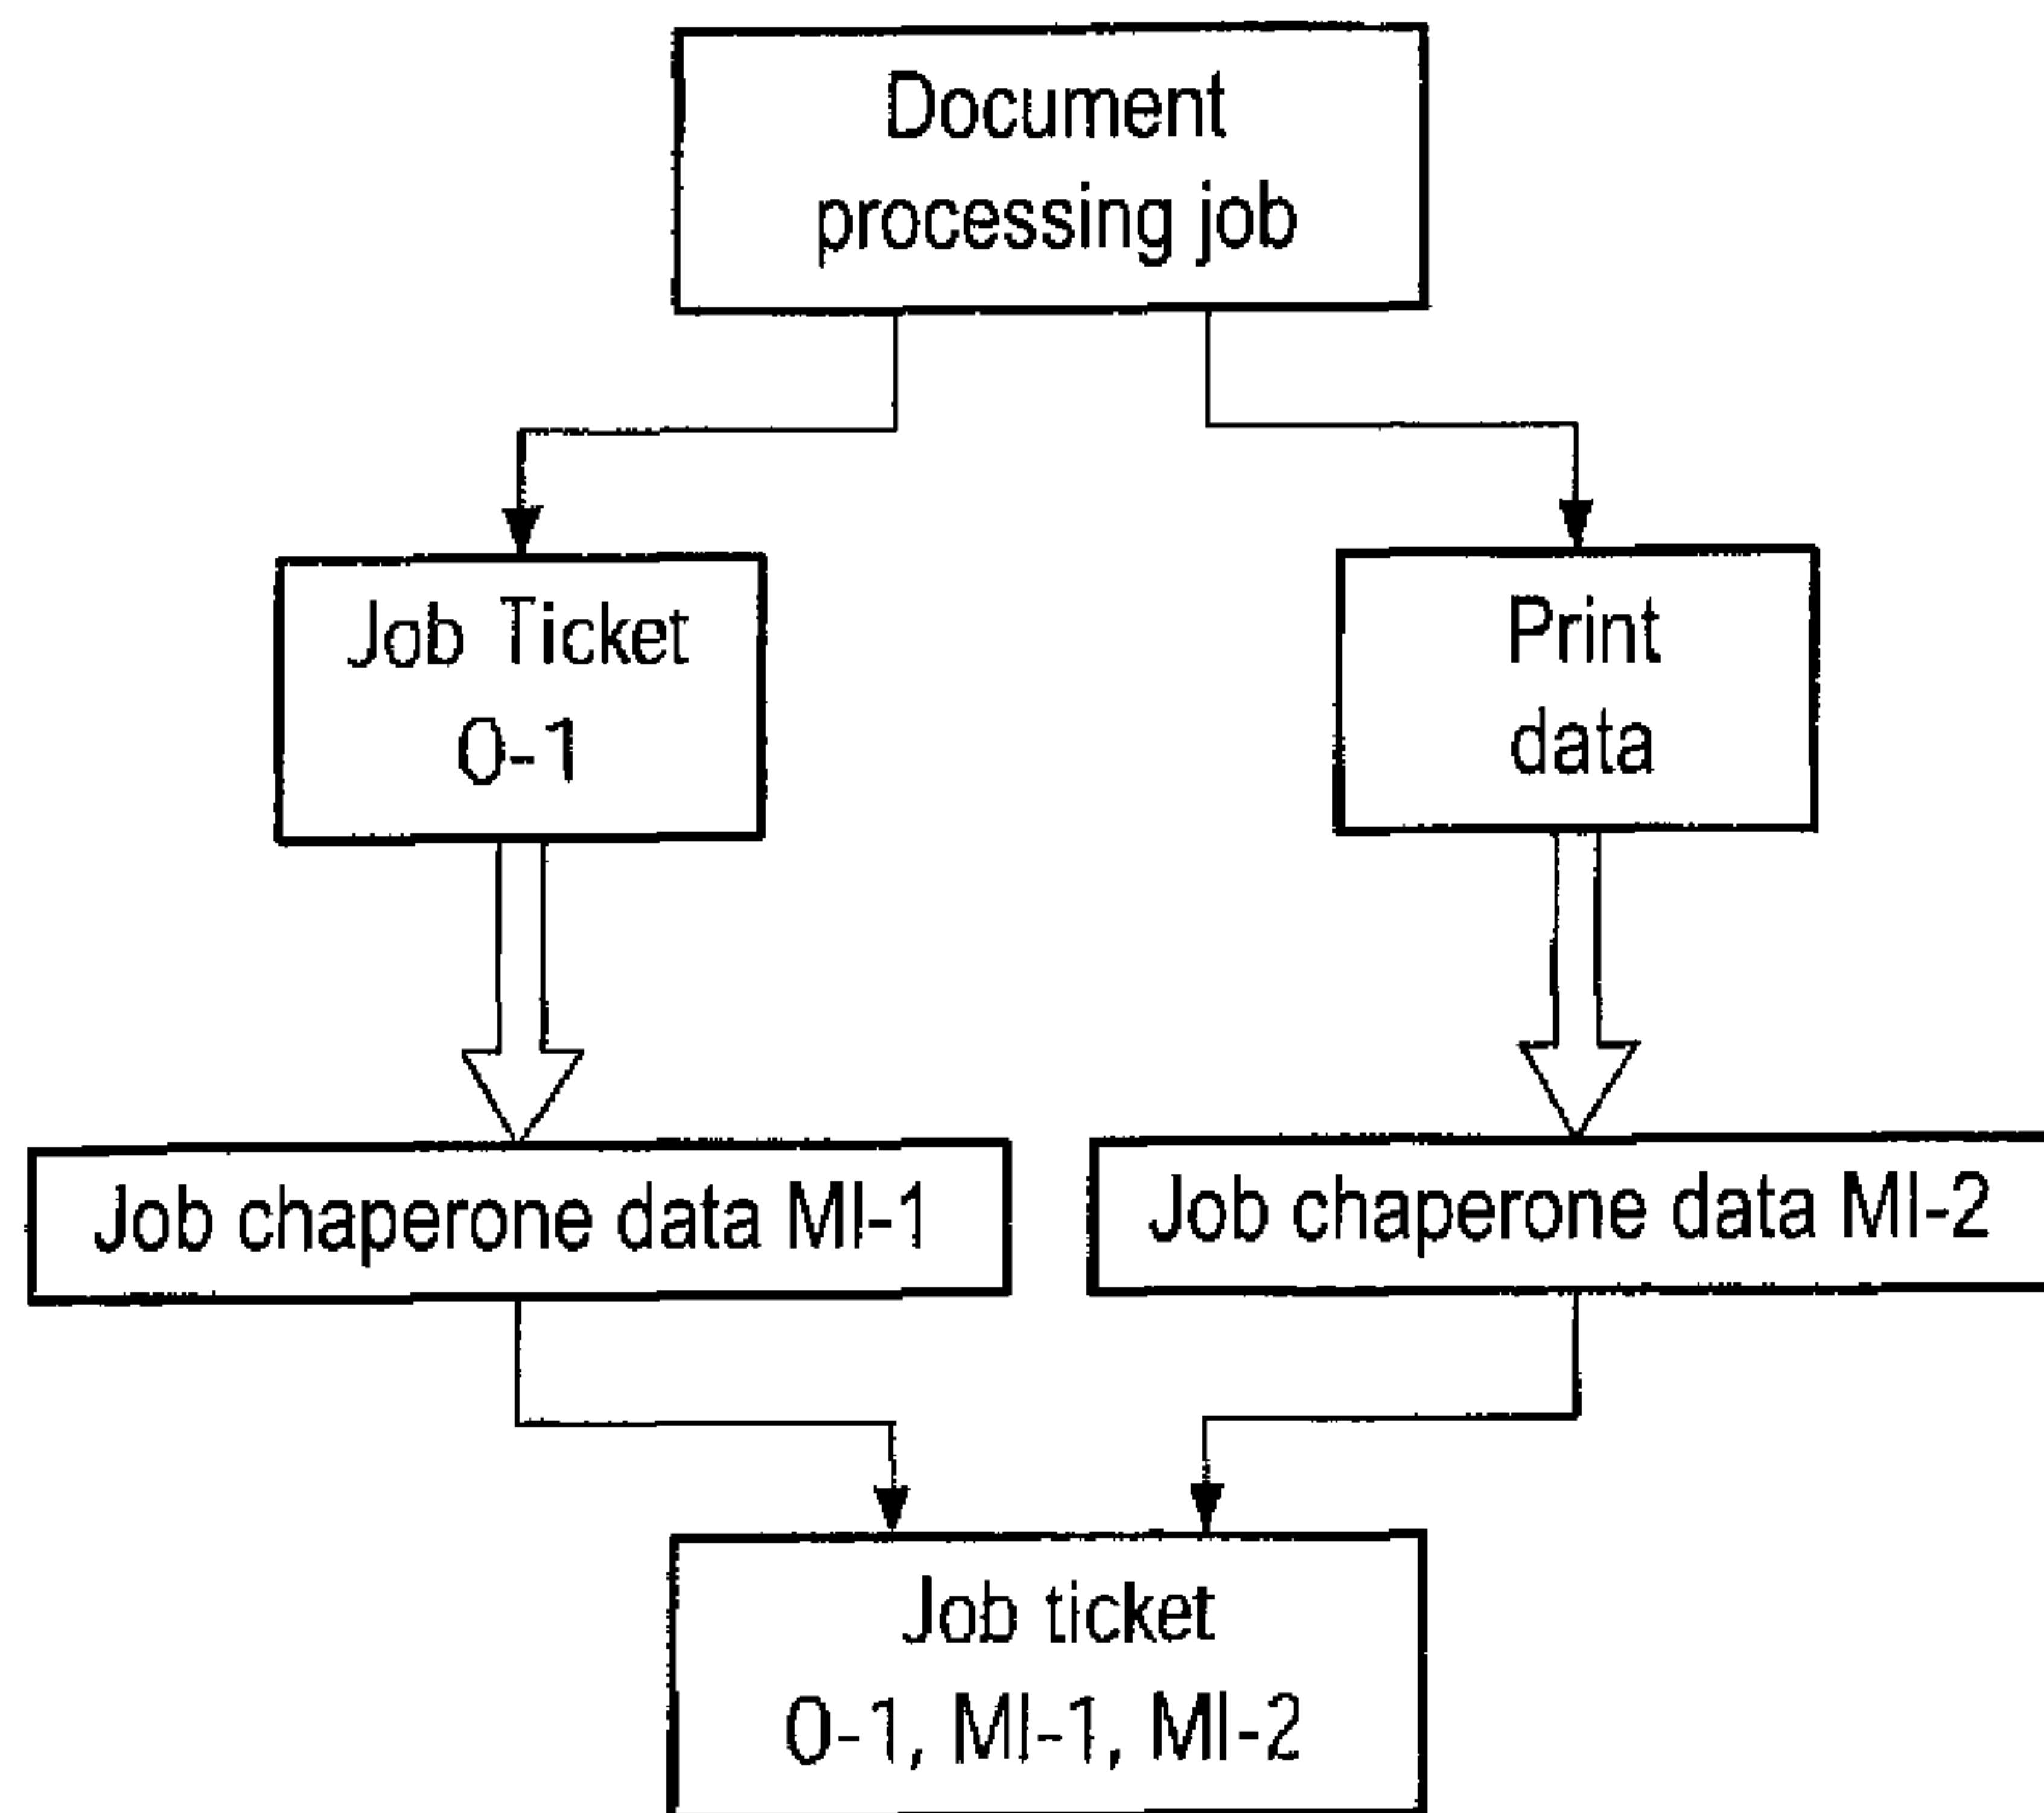 Document
processing job
Job Ticket
O-1
Print
data
Job chaperone data MI-1
Job chaperone data MI-2
Job ticket
O-1, MI-1, MI-2